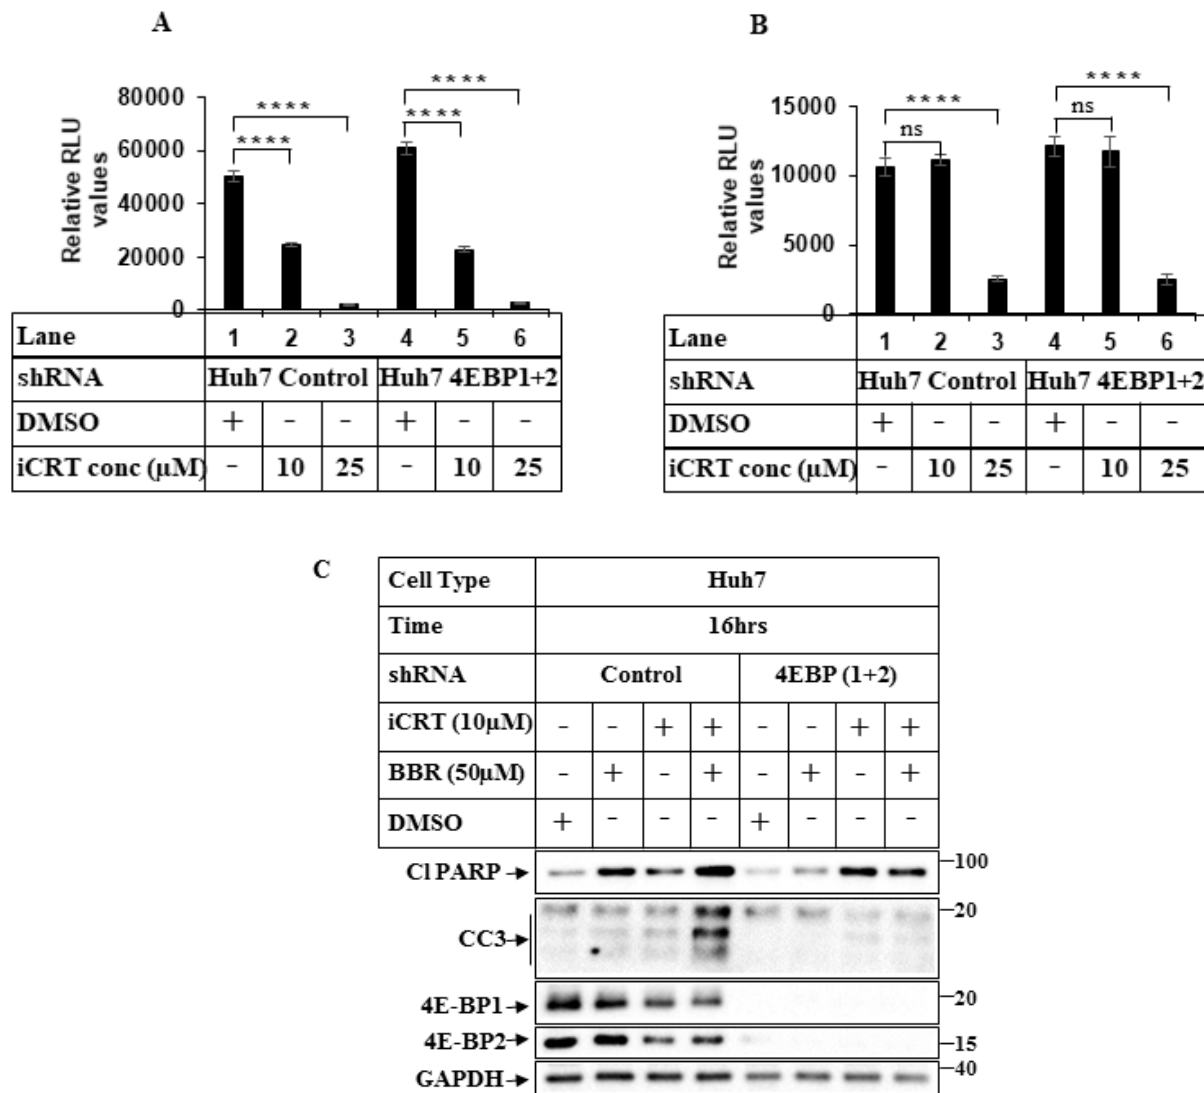 A
B
Relative RLU values
80000
60000
40000
20000
0
****
****
****
****
Lane 1 2 3 4 5 6
shRNA Huh7 Control Huh7 4EBP1+2
DMSO + - - + - -
iCRT conc (µM) - 10 25 - 10 25
Relative RLU values
15000
10000
5000
0
****
ns
****
ns
Lane 1 2 3 4 5 6
shRNA Huh7 Control Huh7 4EBP1+2
DMSO + - - + - -
iCRT conc (µM) - 10 25 - 10 25
C
Cell Type Huh7
Time 16hrs
shRNA Control 4EBP (1+2)
iCRT (10µM) - - + + - - + +
BBR (50µM) - + - + - + - +
DMSO + - - - + - - -
Cl PARP 100
CC3 20
4E-BP1 20
4E-BP2 15
GAPDH 40